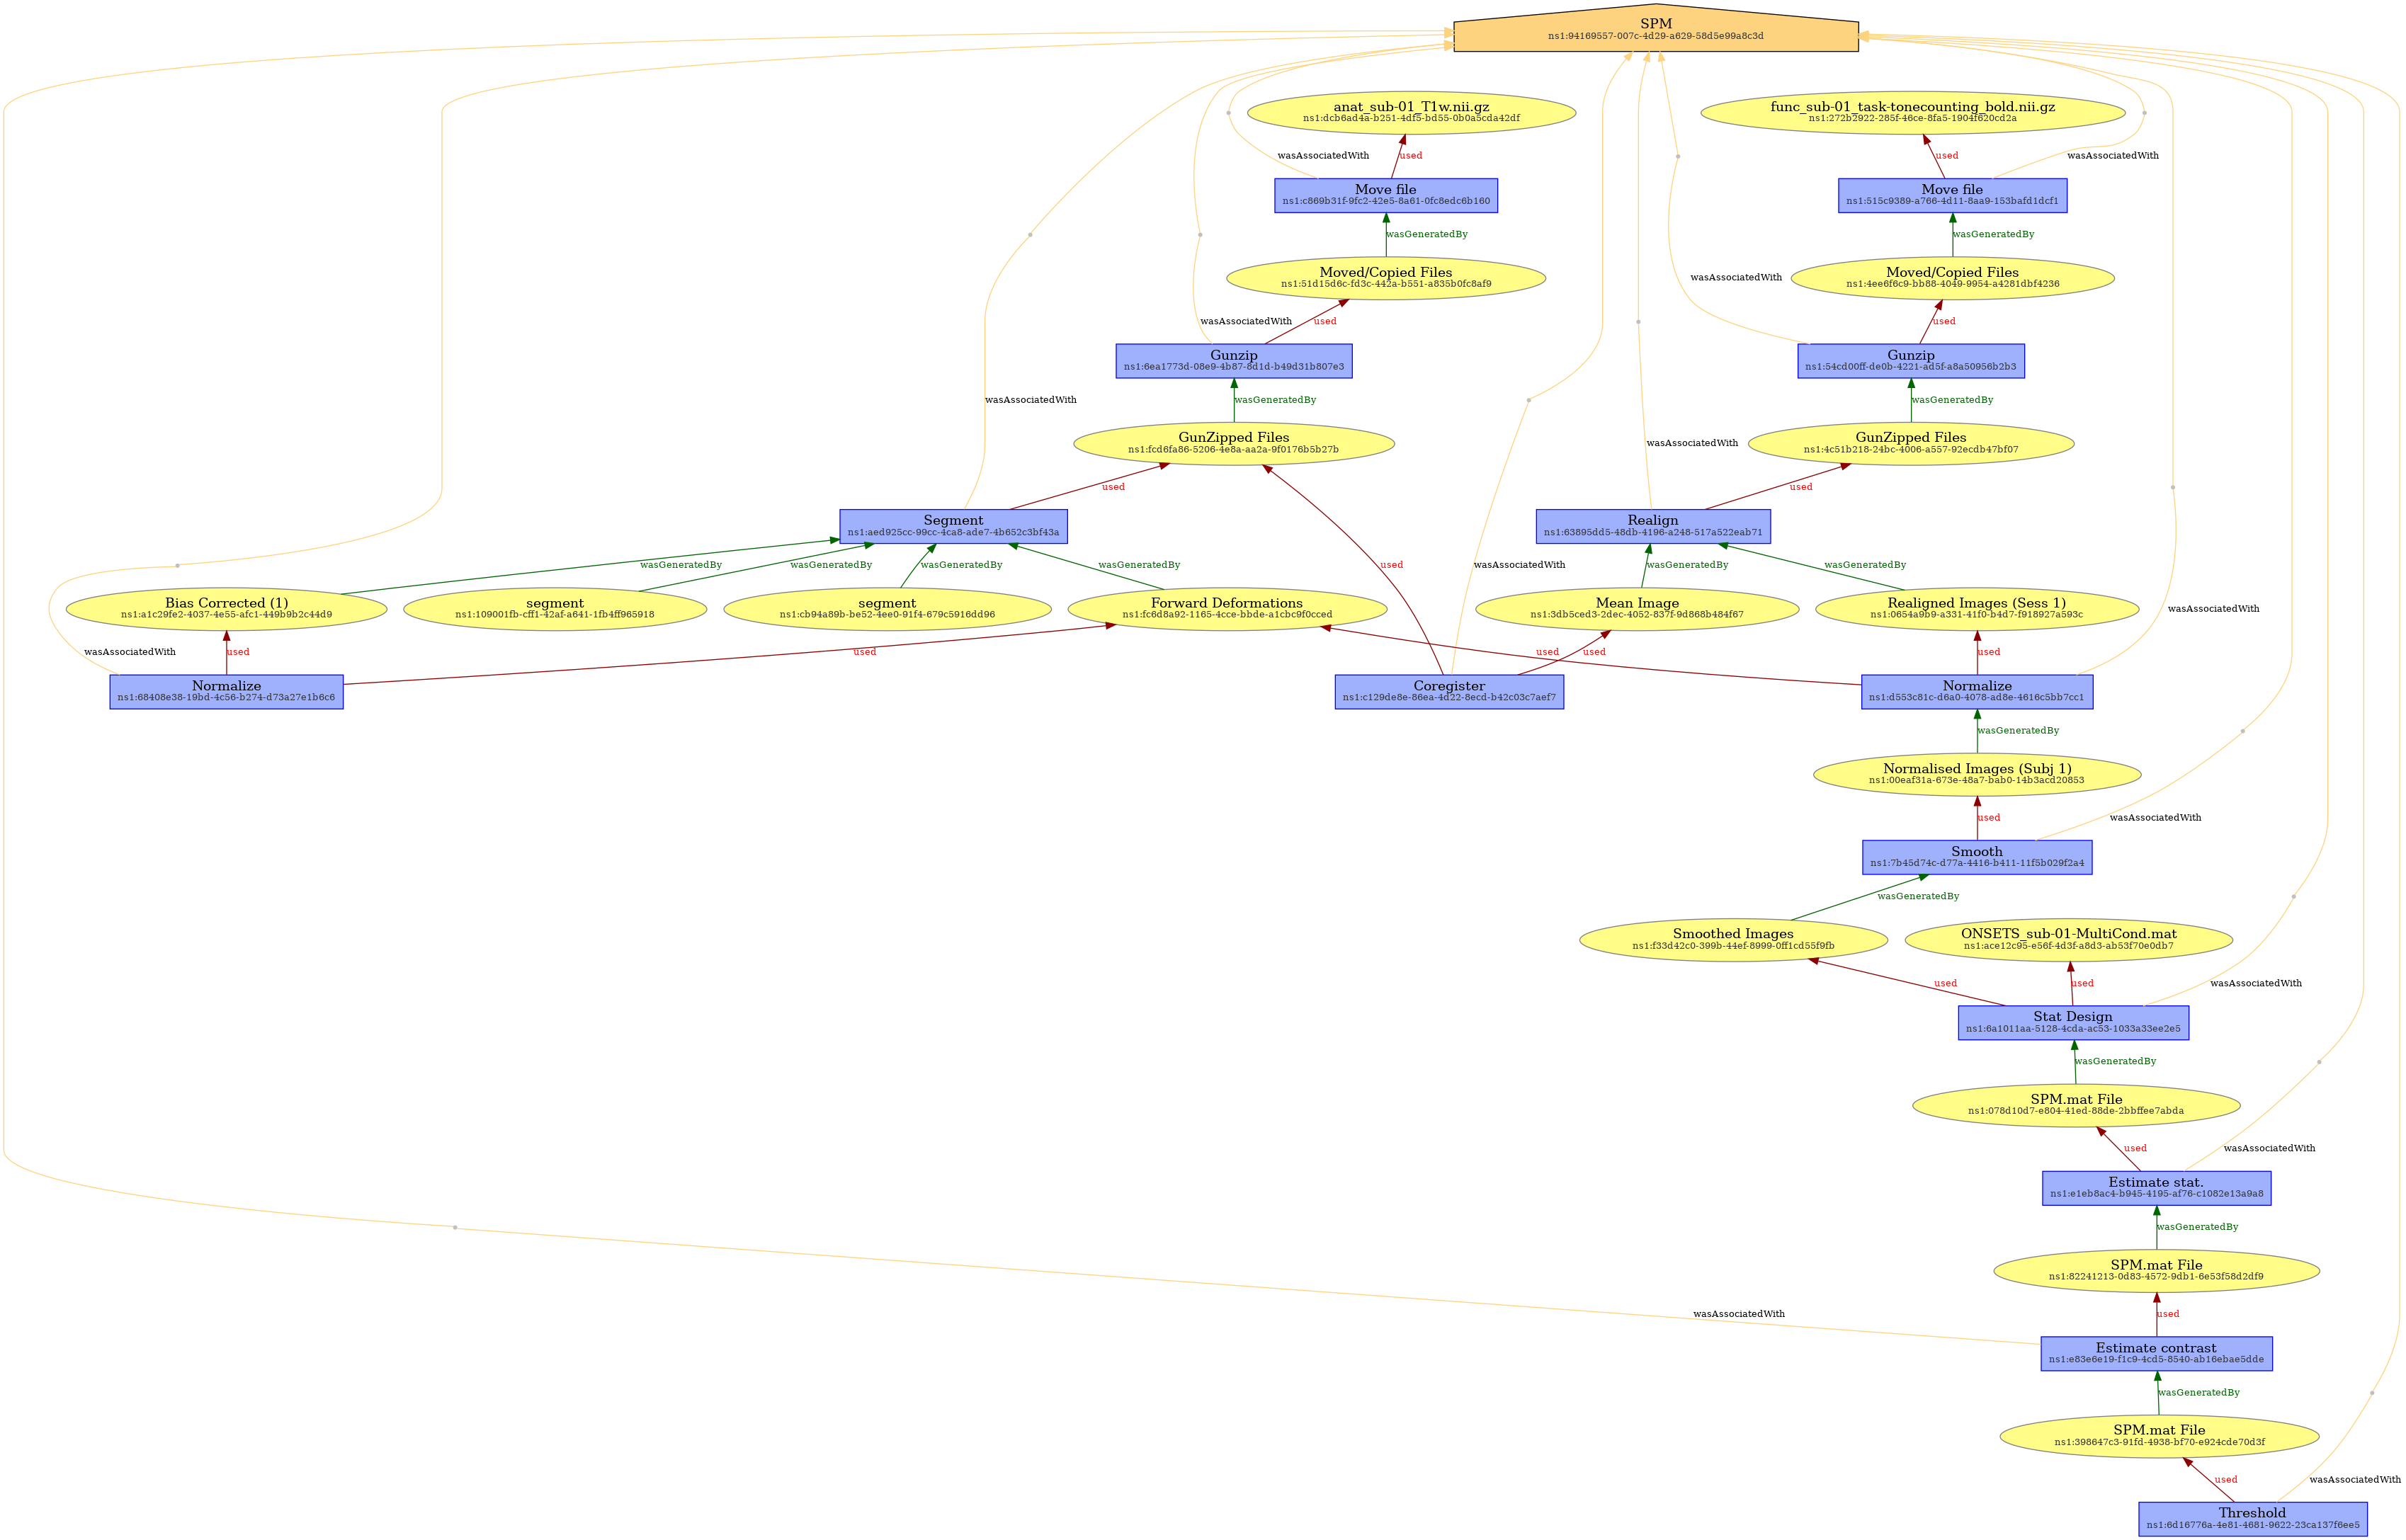 SPM
ns1:94169557-007c-4d29-a629-58d5e99a8c3d
anat_sub-01_T1w.nii.gz
ns1:dcb6ad4a-b251-4df5-bd55-0b0a5cda42df
func_sub-01_task-tonecounting_bold.nii.gz
ns1:272b2922-285f-46ce-8fa5-1904f620cd2a
wasAssociatedWith
used
used
wasAssociatedWith
Move file
ns1:c869b31f-9fc2-42e5-8a61-0fc8edc6b160
Move file
ns1:515c9389-a766-4d11-8aa9-153bafd1dcf1
wasGeneratedBy
wasGeneratedBy
Moved/Copied Files
ns1:51d15d6c-fd3c-442a-b551-a835b0fc8af9
wasAssociatedWith
Moved/Copied Files
ns1:4ee6f6c9-bb88-4049-9954-a4281dbf4236
wasAssociatedWith
used
used
Gunzip
ns1:6ea1773d-08e9-4b87-8d1d-b49d31b807e3
Gunzip
ns1:54cd00ff-de0b-4221-ad5f-a8a50956b2b3
wasAssociatedWith
wasGeneratedBy
wasGeneratedBy
GunZipped Files
ns1:fcd6fa86-5206-4e8a-aa2a-9f0176b5b27b
wasAssociatedWith
GunZipped Files
ns1:4c51b218-24bc-4006-a557-92ecdb47bf07
used
used
Segment
ns1:aed925cc-99cc-4ca8-ade7-4b652c3bf43a
Realign
ns1:63895dd5-48db-4196-a248-517a522eab71
wasGeneratedBy
wasGeneratedBy
wasGeneratedBy
wasGeneratedBy
used
wasAssociatedWith
wasGeneratedBy
wasGeneratedBy
Bias Corrected (1)
ns1:a1c29fe2-4037-4e55-afc1-449b9b2c44d9
segment
ns1:109001fb-cff1-42af-a641-1fb4ff965918
segment
ns1:cb94a89b-be52-4ee0-91f4-679c5916dd96
Forward Deformations
ns1:fc6d8a92-1165-4cce-bbde-a1cbc9f0cced
Mean Image
ns1:3db5ced3-2dec-4052-837f-9d868b484f67
Realigned Images (Sess 1)
ns1:0654a9b9-a331-41f0-b4d7-f918927a593c
wasAssociatedWith
wasAssociatedWith
used
used
used
used
used
Normalize
ns1:68408e38-19bd-4c56-b274-d73a27e1b6c6
Coregister
ns1:c129de8e-86ea-4d22-8ecd-b42c03c7aef7
Normalize
ns1:d553c81c-d6a0-4078-ad8e-4616c5bb7cc1
wasGeneratedBy
Normalised Images (Subj 1)
ns1:00eaf31a-673e-48a7-bab0-14b3acd20853
used
wasAssociatedWith
Smooth
ns1:7b45d74c-d77a-4416-b411-11f5b029f2a4
wasGeneratedBy
Smoothed Images
ns1:f33d42c0-399b-44ef-8999-0ff1cd55f9fb
ONSETS_sub-01-MultiCond.mat
ns1:ace12c95-e56f-4d3f-a8d3-ab53f70e0db7
used
used
wasAssociatedWith
Stat Design
ns1:6a1011aa-5128-4cda-ac53-1033a33ee2e5
wasGeneratedBy
SPM.mat File
ns1:078d10d7-e804-41ed-88de-2bbffee7abda
used
wasAssociatedWith
Estimate stat.
ns1:e1eb8ac4-b945-4195-af76-c1082e13a9a8
wasGeneratedBy
SPM.mat File
ns1:82241213-0d83-4572-9db1-6e53f58d2df9
wasAssociatedWith
used
Estimate contrast
ns1:e83e6e19-f1c9-4cd5-8540-ab16ebae5dde
wasGeneratedBy
SPM.mat File
ns1:398647c3-91fd-4938-bf70-e924cde70d3f
used
wasAssociatedWith
Threshold
ns1:6d16776a-4e81-4681-9622-23ca137f6ee5